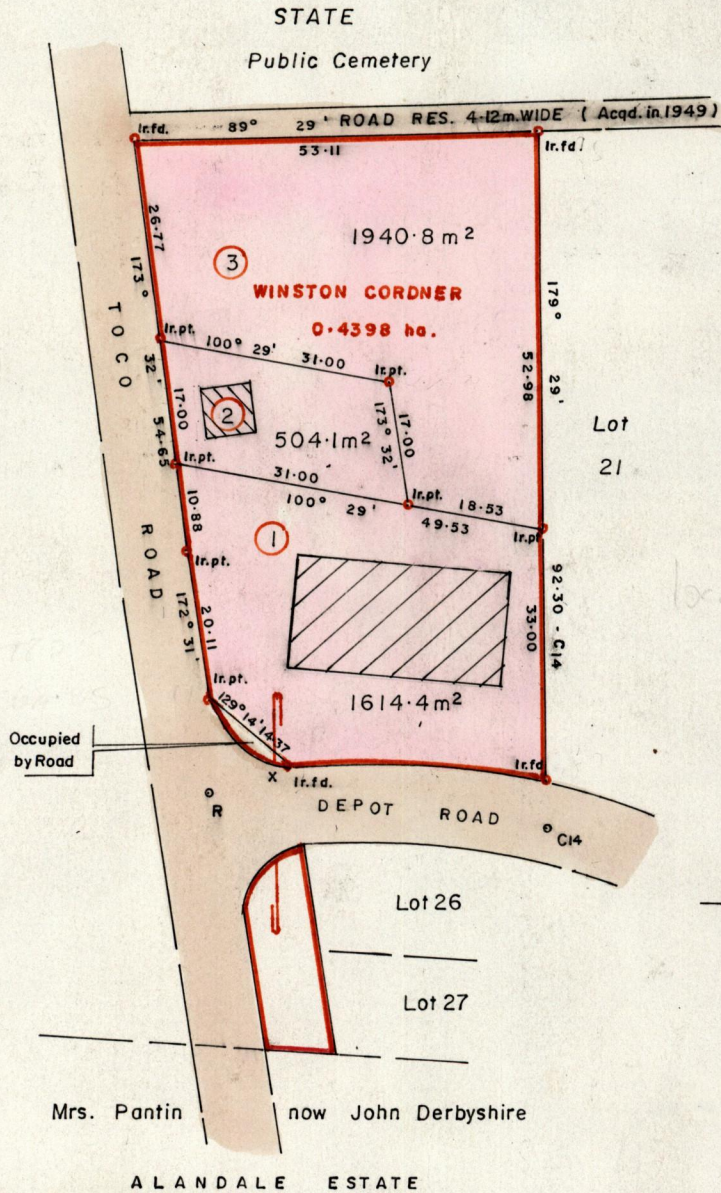 STATE
Public Cemetery
Ir.fd. 89° 29' ROAD RES. 4·12m. WIDE ( Acqd. in 1949 )
Ir.fd.
53·11
26·77
1940·8 m²
3
173°
WINSTON CORDNER
0·4398 ha.
179°
TOCO
Ir.pt.
100° 29' 31·00
Ir.pt.
52·98
29'
32'
17·00
2
504·1m²
173° 32'
17·00
Lot
21
54·65
Ir.pt.
31·00
100° 29'
Ir.pt.
18·53
49·53
Ir.pt.
10·88
1
ROAD
Ir.pt.
92·30 - C14
33·00
172° 31'
20·11
Ir.pt.
129° 14' 14·37
1614·4m²
Occupied
by Road
X
Ir.fd.
Ir.fd.
R
DEPOT ROAD
C14
Lot 26
Lot 27
Mrs. Pantin now John Derbyshire
ALANDALE ESTATE